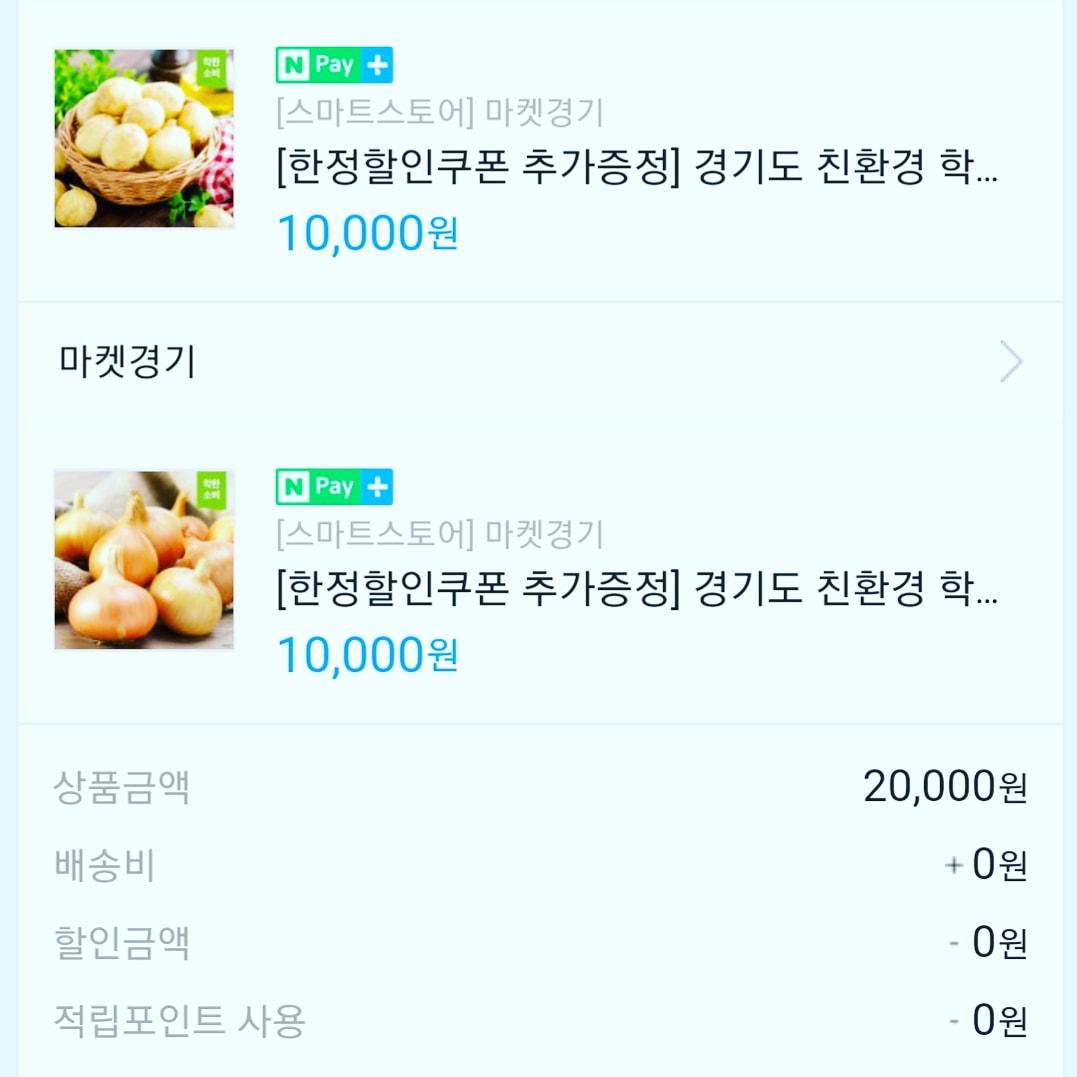 착한
소비
N Pay +
[스마트스토어] 마켓경기
[한정할인쿠폰 추가증정] 경기도 친환경 학...
10,000원
마켓경기
착한
소비
N Pay +
[스마트스토어] 마켓경기
[한정할인쿠폰 추가증정] 경기도 친환경 학...
10,000원
상품금액 20,000원
배송비 + 0원
할인금액 - 0원
적립포인트 사용 - 0원